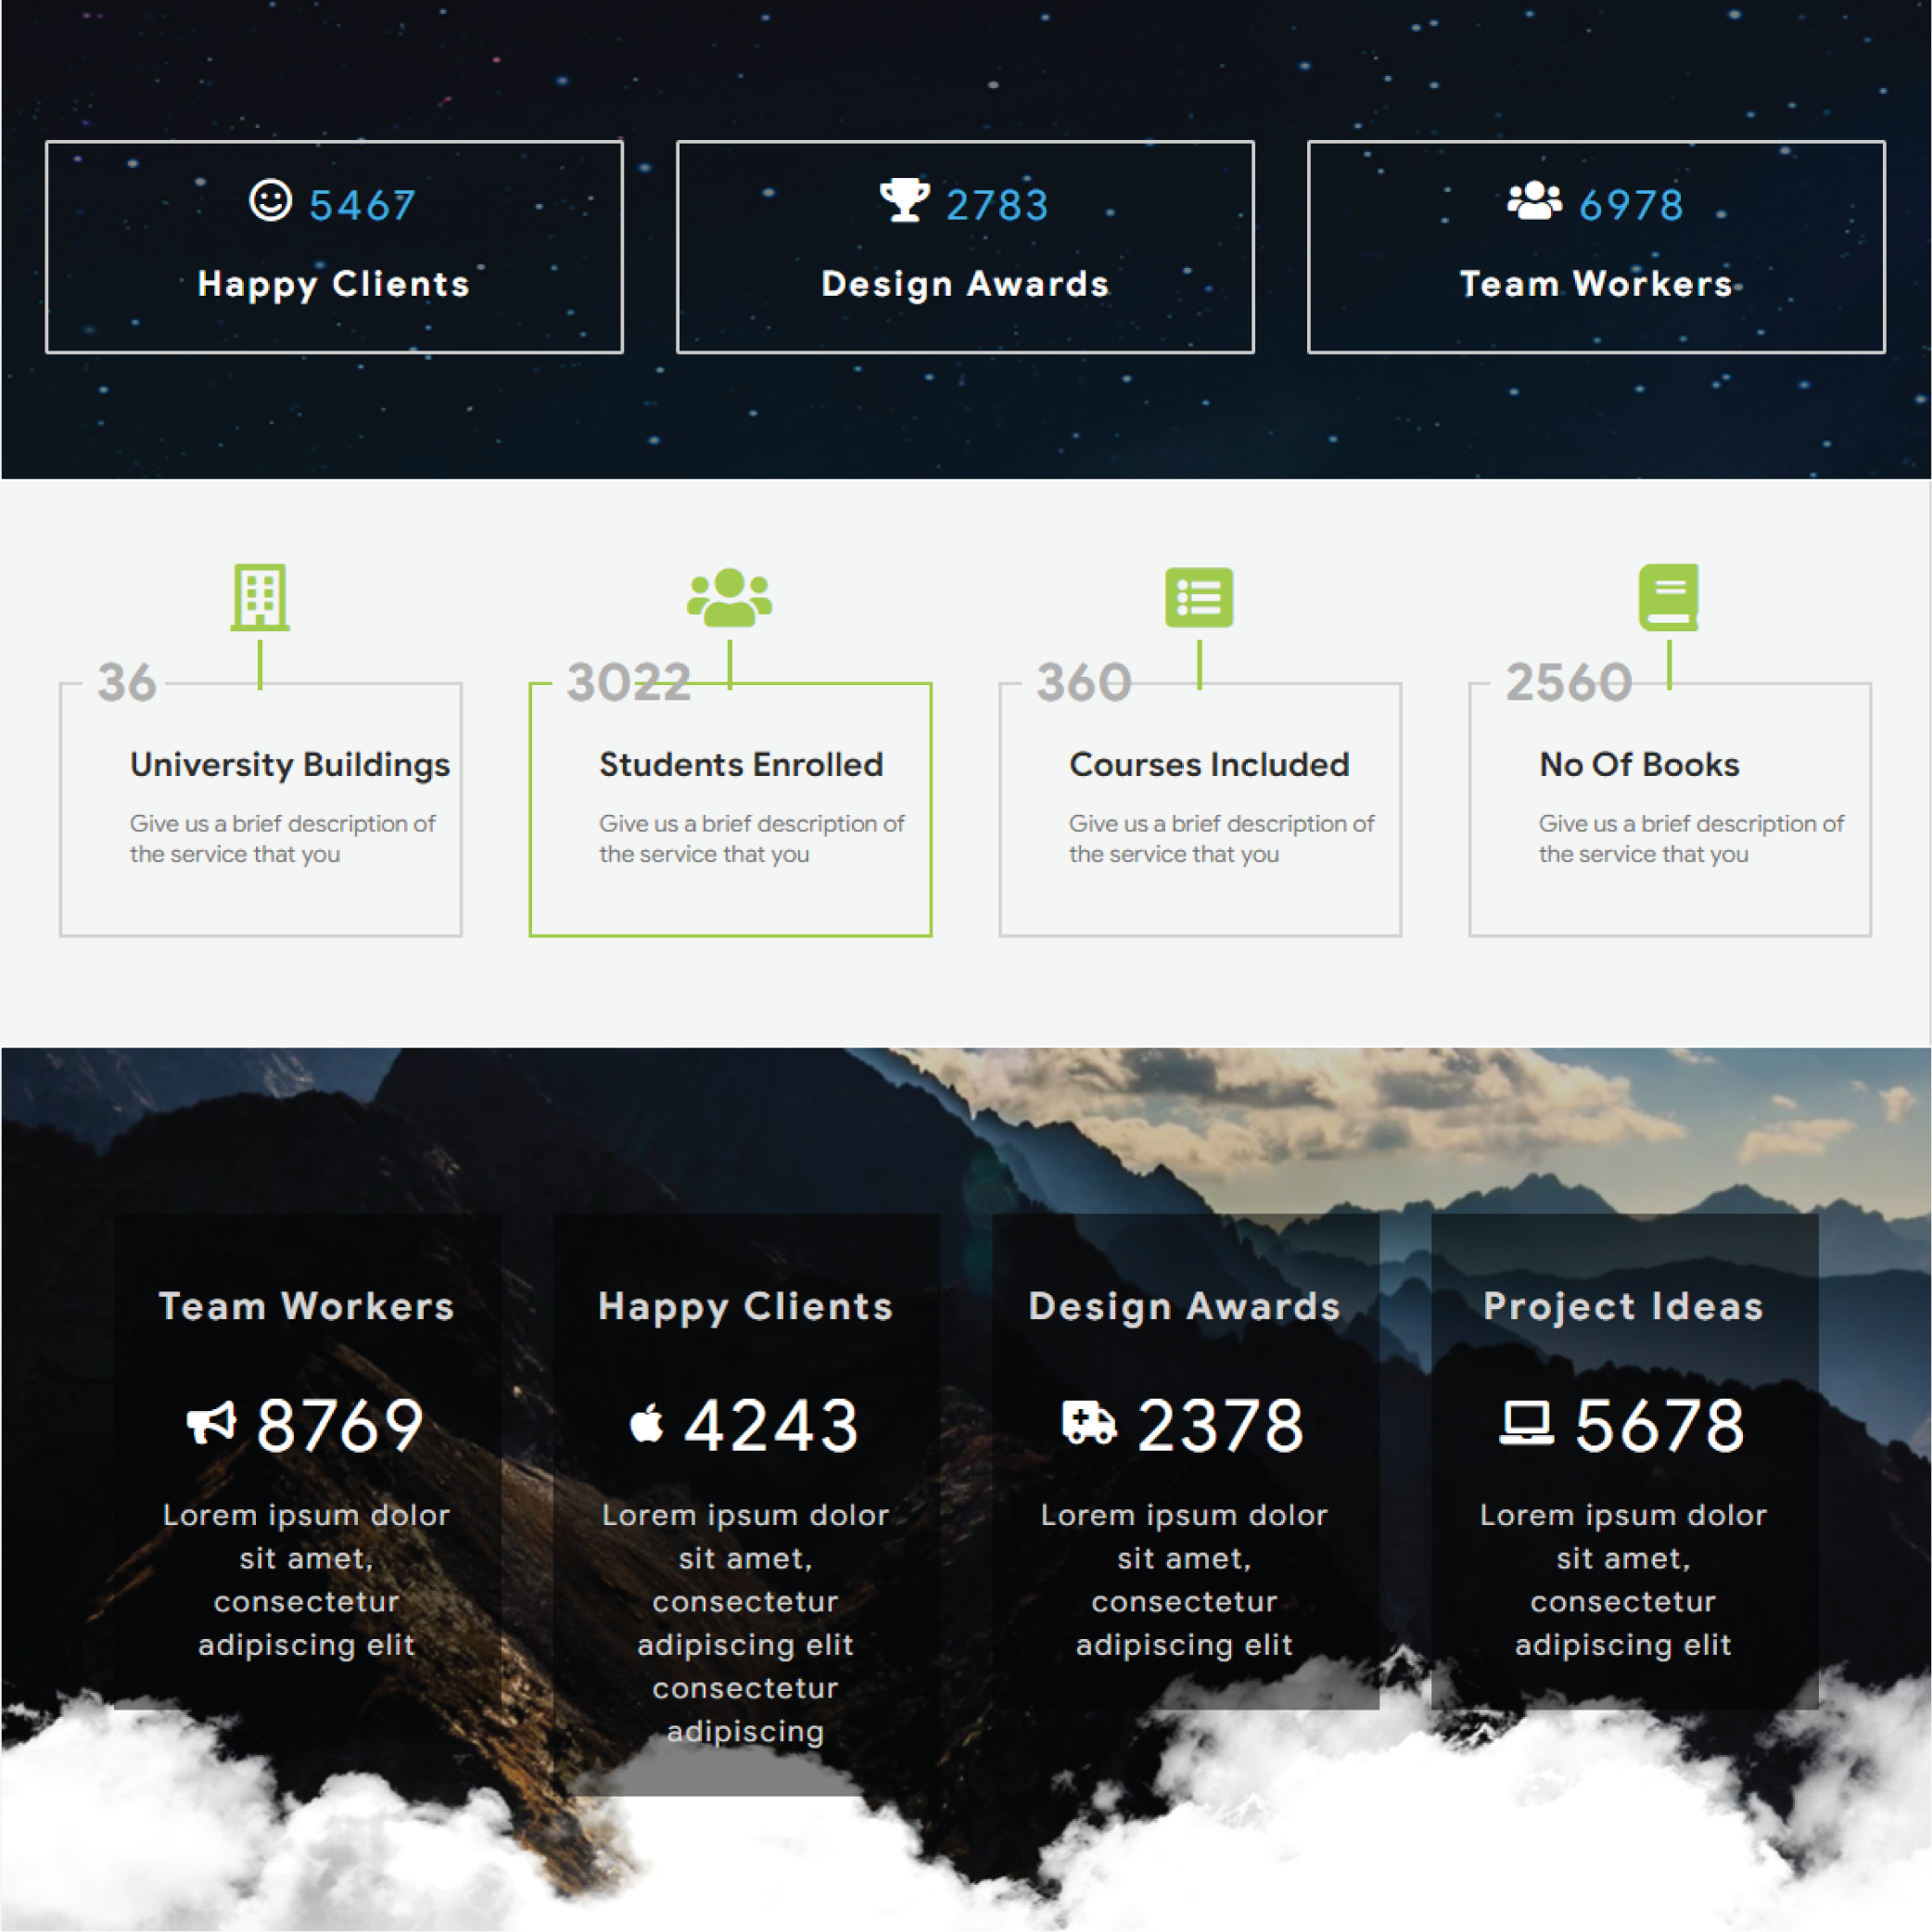 5467
Happy Clients
2783
Design Awards
6978
Team Workers
36
University Buildings
Give us a brief description of
the service that you
3022
Students Enrolled
Give us a brief description of
the service that you
360
Courses Included
Give us a brief description of
the service that you
2560
No Of Books
Give us a brief description of
the service that you
Team Workers
8769
Lorem ipsum dolor
sit amet,
consectetur
adipiscing elit
Happy Clients
4243
Lorem ipsum dolor
sit amet,
consectetur
adipiscing elit
consectetur
adipiscing
Design Awards
2378
Lorem ipsum dolor
sit amet,
consectetur
adipiscing elit
Project Ideas
5678
Lorem ipsum dolor
sit amet,
consectetur
adipiscing elit